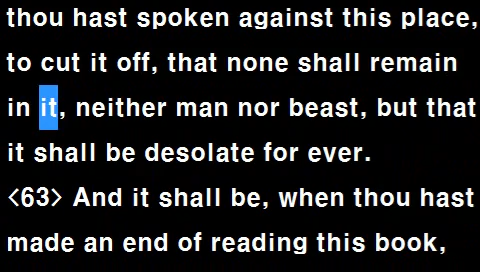 thou hast spoken against this place,
to cut it off, that none shall remain
in it, neither man nor beast, but that
it shall be desolate for ever.
<63> And it shall be, when thou hast
made an end of reading this book,